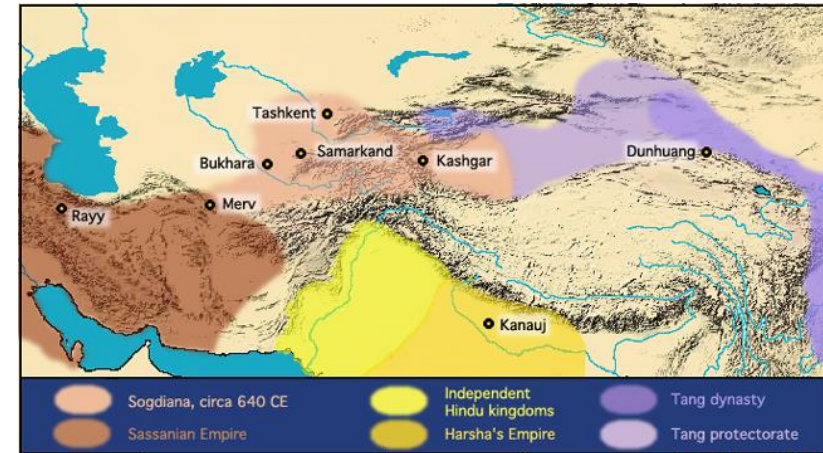 Tashkent
Samarkand
Bukhara
Kashgar
Dunhuang
Merv
Rayy
Kanauj
Sogdiana, circa 640 CE
Sassanian Empire
Independent
Hindu kingdoms
Harsha's Empire
Tang dynasty
Tang protectorate